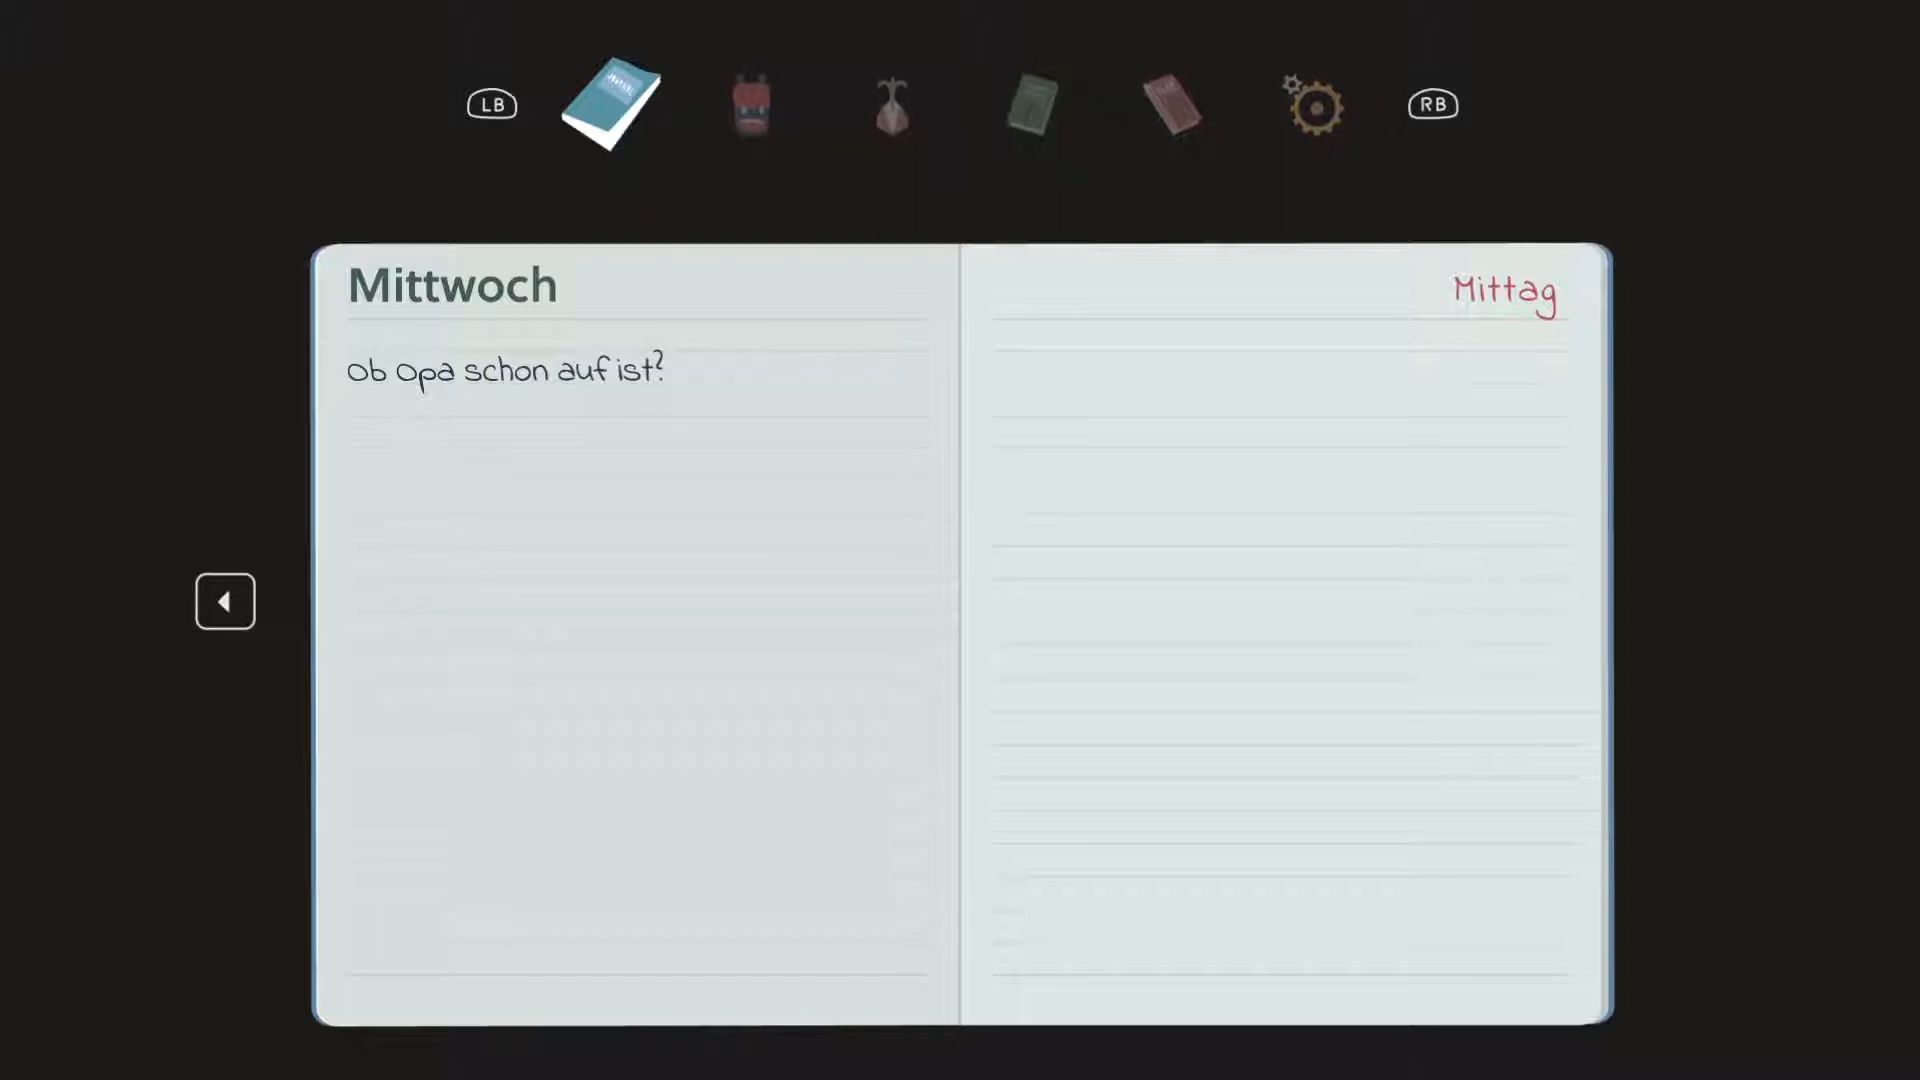 LB
RB
Mittwoch
Mittag
Ob Opa schon auf ist?